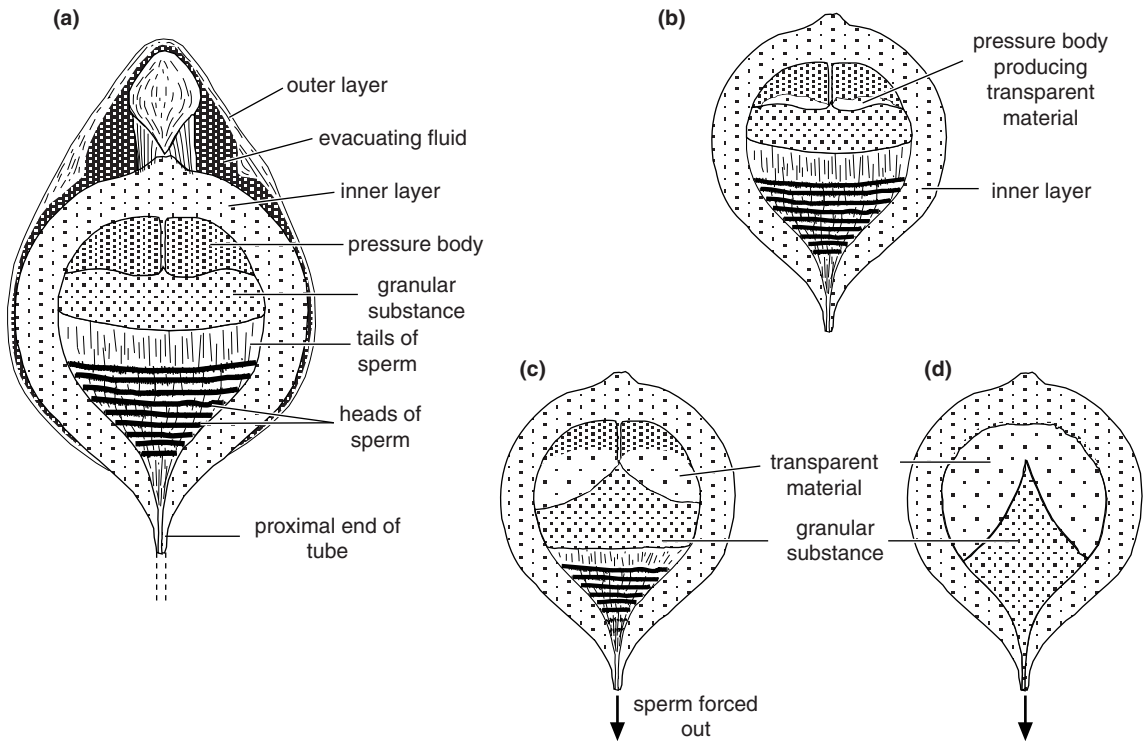 (a)
outer layer
evacuating fluid
inner layer
pressure body
granular
substance
tails of
sperm
heads of
sperm
proximal end of
tube
(b)
pressure body
producing
transparent
material
inner layer
(c)
(d)
transparent
material
granular
substance
sperm forced
out